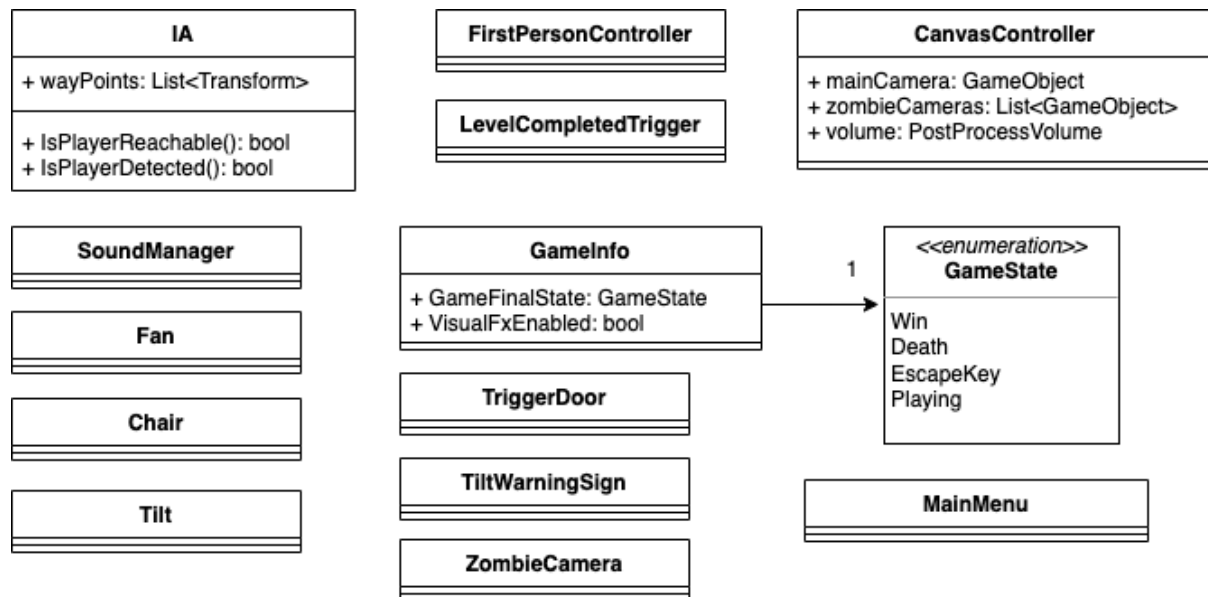 IA
+ wayPoints: List<Transform>
+ IsPlayerReachable(): bool
+ IsPlayerDetected(): bool
FirstPersonController
LevelCompletedTrigger
CanvasController
+ mainCamera: GameObject
+ zombieCameras: List<GameObject>
+ volume: PostProcessVolume
SoundManager
Fan
Chair
Tilt
GameInfo
+ GameFinalState: GameState
+ VisualFxEnabled: bool
1
<<enumeration>>
GameState
Win
Death
EscapeKey
Playing
TriggerDoor
TiltWarningSign
ZombieCamera
MainMenu